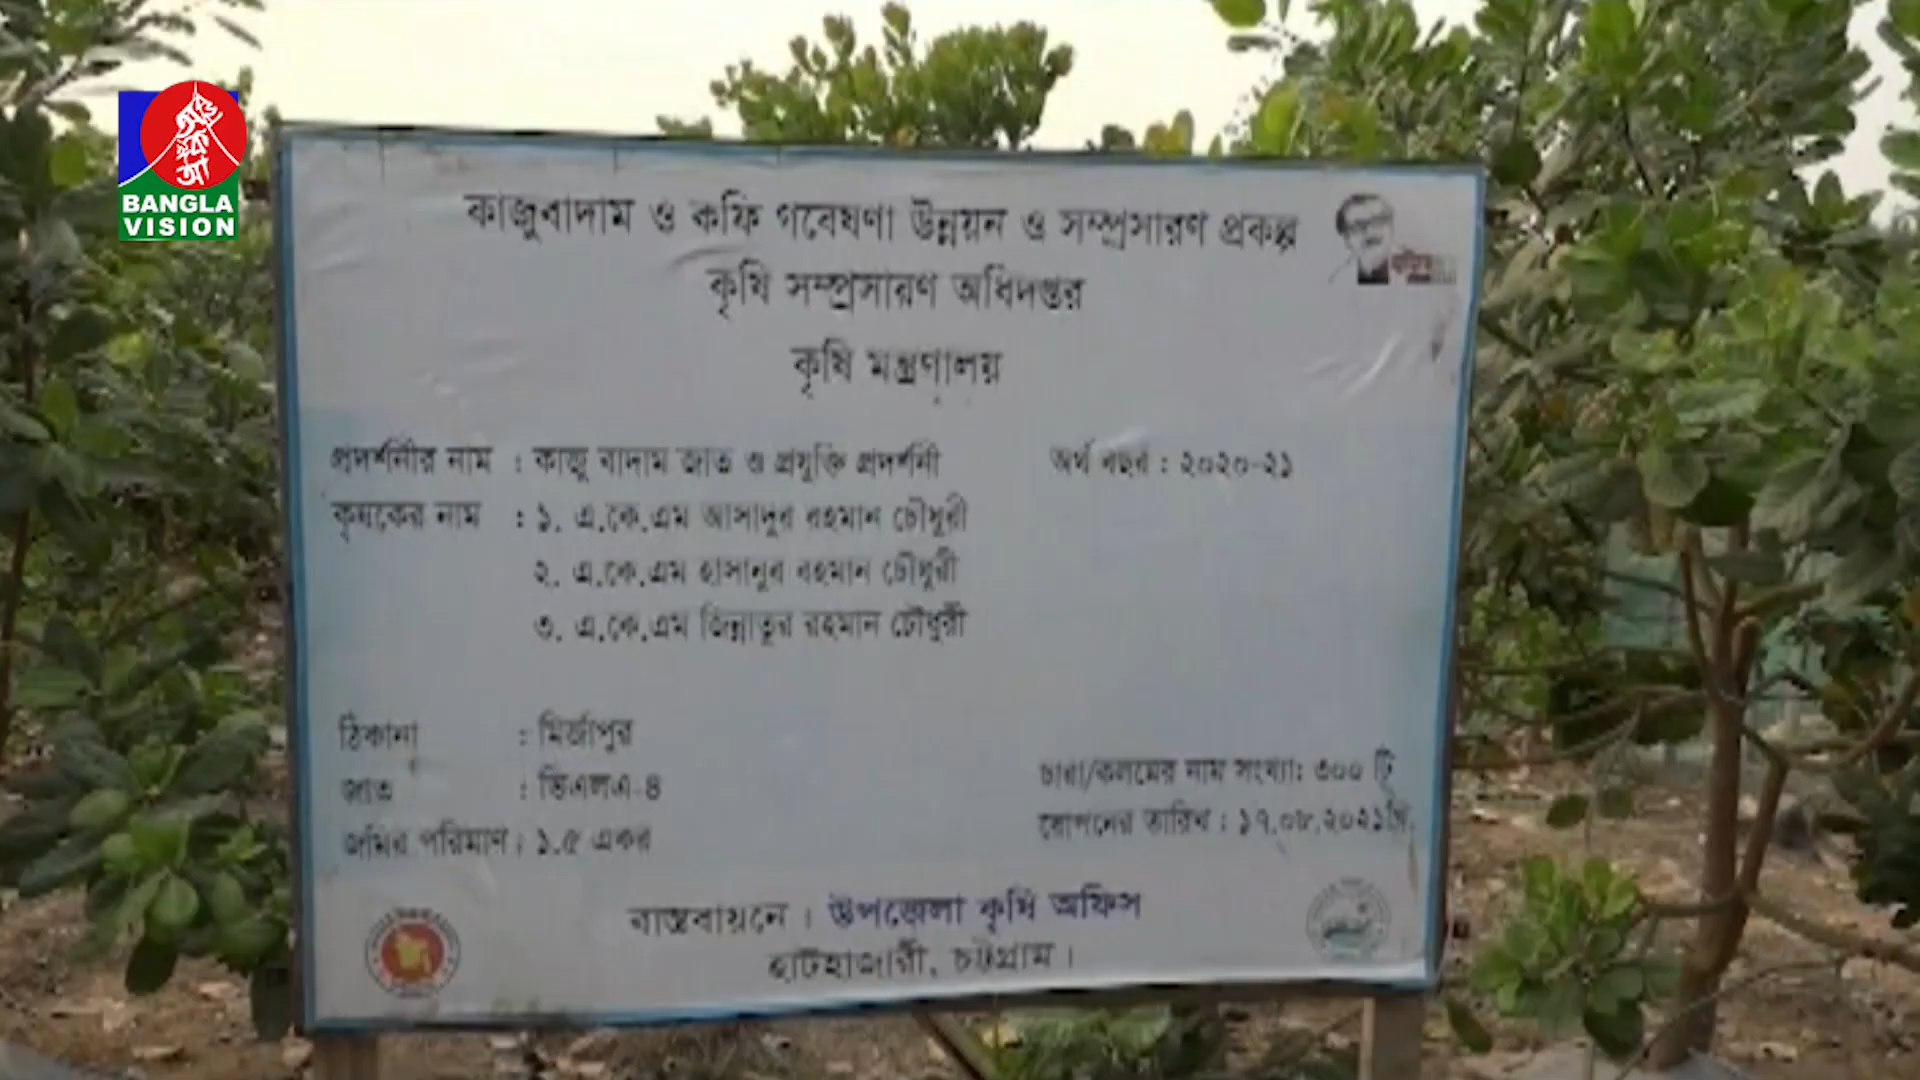 BANGLA
VISION
কাজুবাদাম ও কফি গবেষণা উন্নয়ন ও সম্প্রসারণ প্রকল্প
কৃষি সম্প্রসারণ অধিদপ্তর
কৃষি মন্ত্রণালয়
প্রদর্শনীর নাম : কাজু বাদাম জাত ও প্রযুক্তি প্রদর্শনী
অর্থ বছর : ২০২০-২১
কৃষকের নাম : ১. এ.কে.এম আসাদুর রহমান চৌধুরী
২. এ.কে.এম হাসানুর রহমান চৌধুরী
৩. এ.কে.এম জিন্নাতুর রহমান চৌধুরী
ঠিকানা : মির্জাপুর
জাত : ভিএলএ-৪
জমির পরিমাণ : ১.৫ একর
চারা/কলমের নাম সংখ্যা: ৩০০ টি
রোপনের তারিখ : ১৭.০৮.২০২১খ্রি.
বাস্তবায়নে : উপজেলা কৃষি অফিস
হাটহাজারী, চট্টগ্রাম।